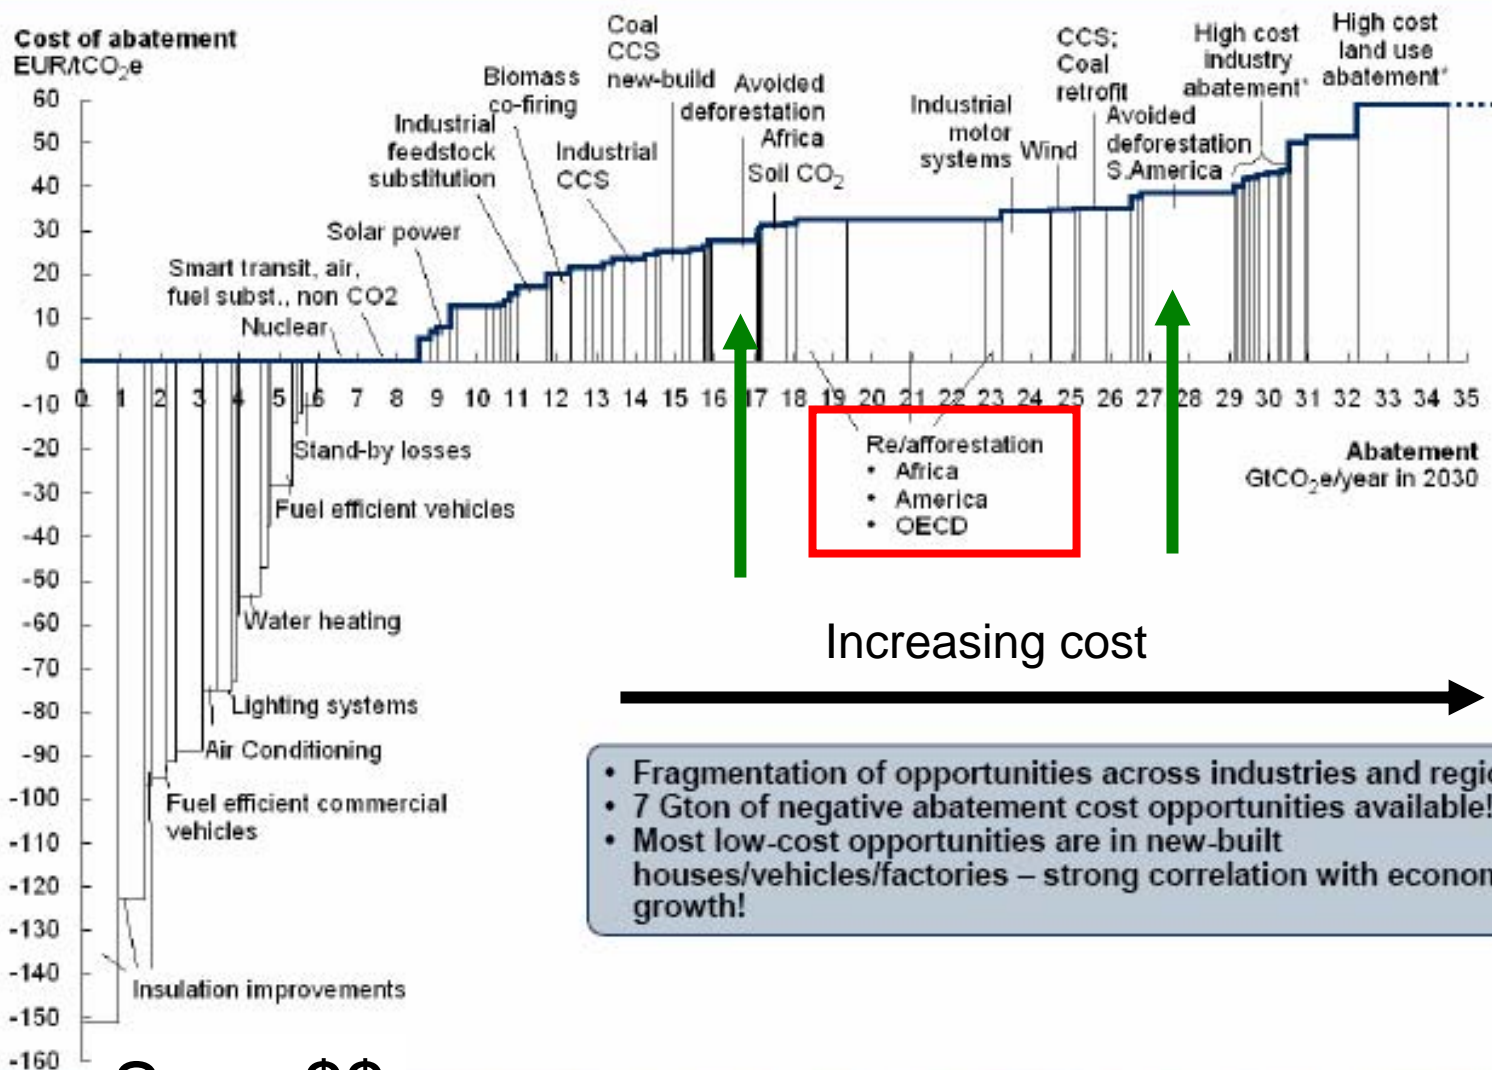 Cost of abatement
EUR/tCO₂e
Coal
CCS
new-build
Biomass
co-firing
Industrial
feedstock
substitution
Industrial
CCS
Avoided
deforestation
Africa
Soil CO₂
Solar power
Smart transit, air,
fuel subst., non CO2
Nuclear
Industrial
motor
systems
Wind
CCS;
Coal
retrofit
Avoided
deforestation
S.America
High cost
industry
abatement*
High cost
land use
abatement*
60
50
40
30
20
10
0
-10
-20
-30
-40
-50
-60
-70
-80
-90
-100
-110
-120
-130
-140
-150
-160
0 1 2 3 4 5 6 7 8 9 10 11 12 13 14 15 16 17 18 19 20 21 22 23 24 25 26 27 28 29 30 31 32 33 34 35
Abatement
GtCO₂e/year in 2030
Stand-by losses
Fuel efficient vehicles
Water heating
Lighting systems
Air Conditioning
Fuel efficient commercial
vehicles
Insulation improvements
Re/afforestation
• Africa
• America
• OECD
Increasing cost
• Fragmentation of opportunities across industries and
• 7 Gton of negative abatement cost opportunities available!
• Most low-cost opportunities are in new-built
houses/vehicles/factories – strong correlation with
growth!
$$